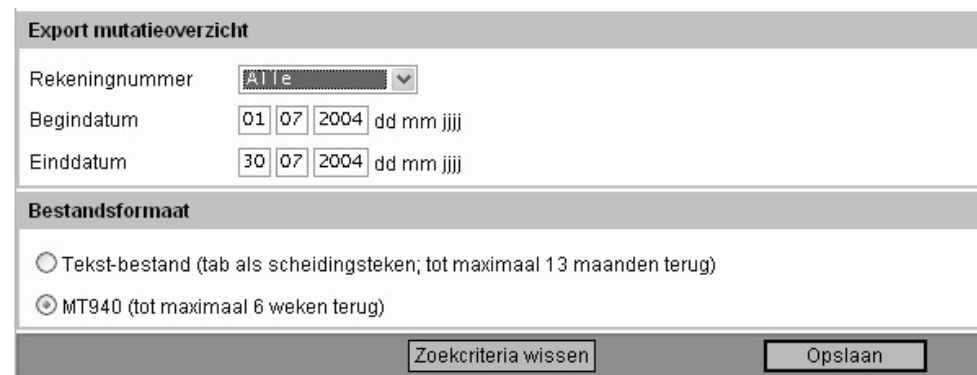 Export mutatieoverzicht
Rekeningnummer Alle
Begindatum 01 07 2004 dd mm jjjj
Einddatum 30 07 2004 dd mm jjjj
Bestandsformaat
Tekst-bestand (tab als scheidingsteken; tot maximaal 13 maanden terug)
MT940 (tot maximaal 6 weken terug)
Zoekcriteria wissen Opslaan